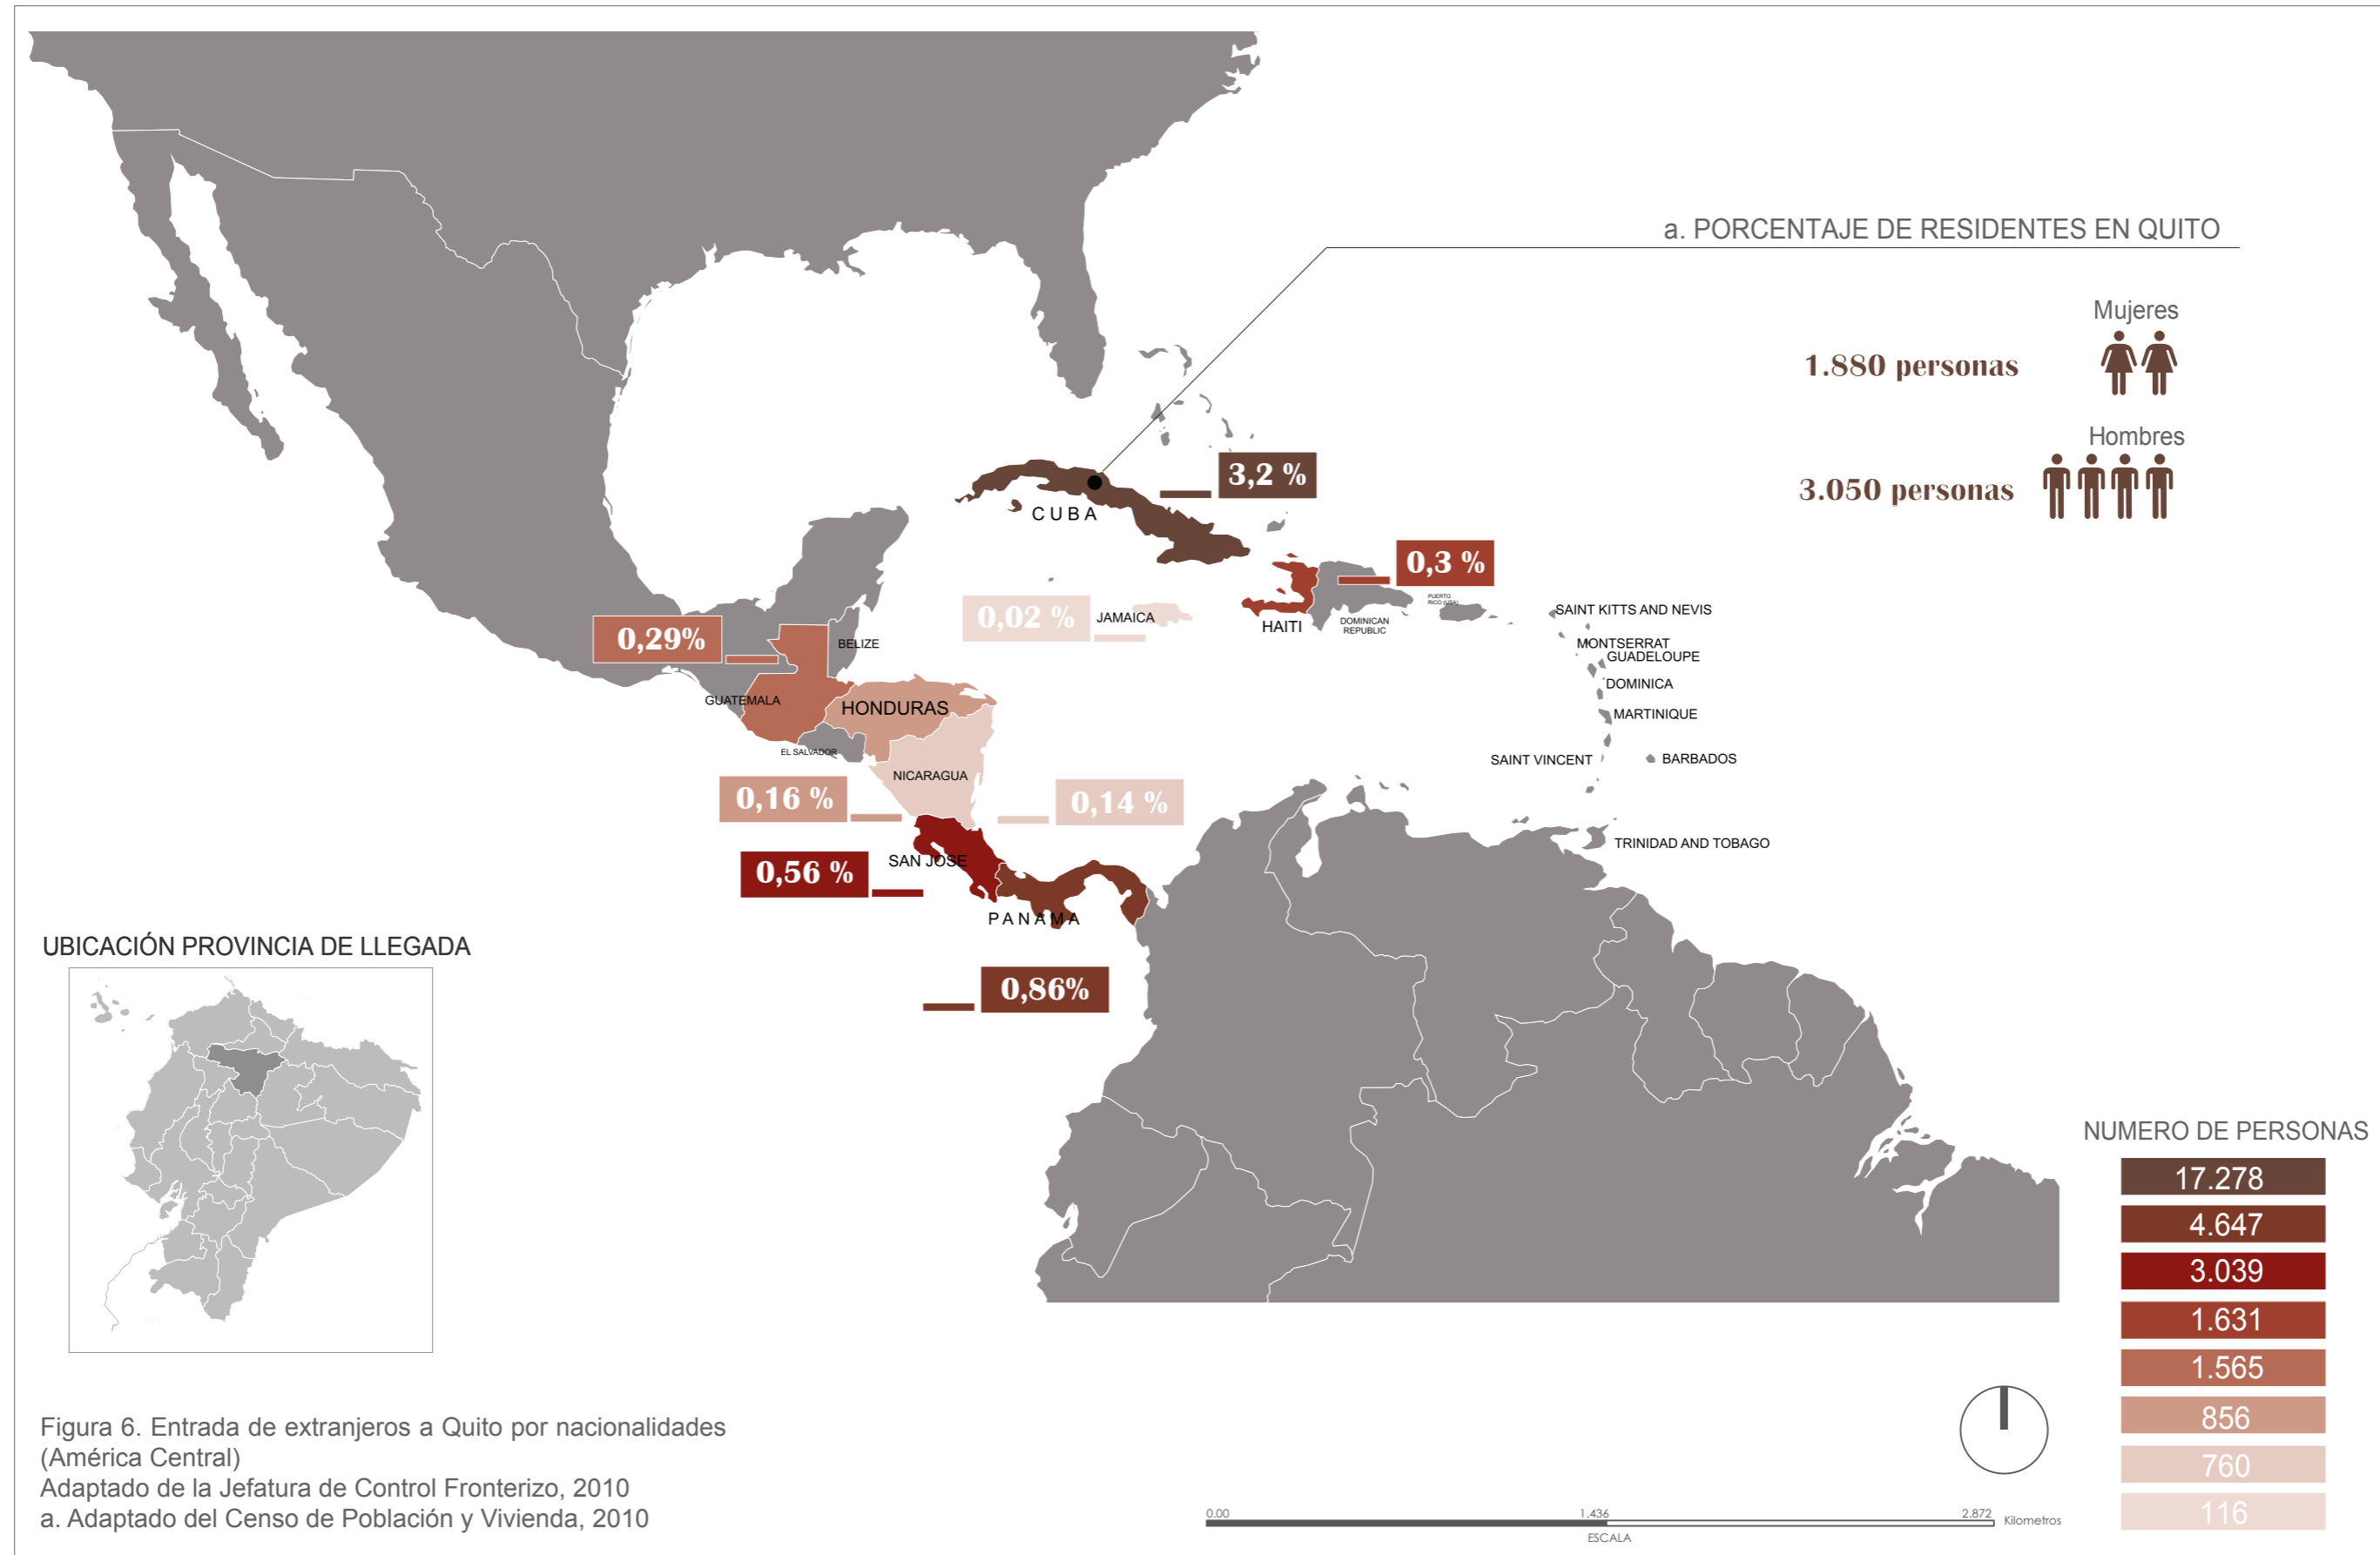 a. PORCENTAJE DE RESIDENTES EN QUITO
Mujeres
1.880 personas
Hombres
3.050 personas
3,2 %
CUBA
0,3 %
0,02 %
JAMAICA
HAITI
DOMINICAN
REPUBLIC
PUERTO
RICO (USA)
SAINT KITTS AND NEVIS
MONTSERRAT
GUADELOUPE
DOMINICA
MARTINIQUE
SAINT VINCENT
BARBADOS
TRINIDAD AND TOBAGO
0,29%
BELIZE
GUATEMALA
HONDURAS
EL SALVADOR
NICARAGUA
0,16 %
0,14 %
SAN JOSE
0,56 %
PANAMA
0,86%
UBICACIÓN PROVINCIA DE LLEGADA
NUMERO DE PERSONAS
17.278
4.647
3.039
1.631
1.565
856
760
116
Figura 6. Entrada de extranjeros a Quito por nacionalidades
(América Central)
Adaptado de la Jefatura de Control Fronterizo, 2010
a. Adaptado del Censo de Población y Vivienda, 2010
0.00 1.436 2.872 Kilometros
ESCALA